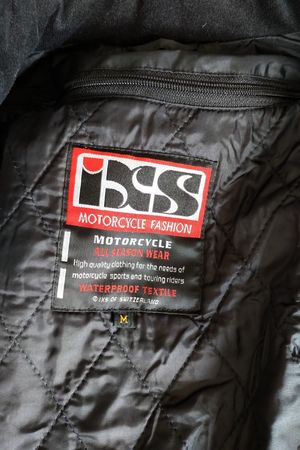 ixss
MOTORCYCLE FASHION
MOTORCYCLE
ALL SEASON WEAR
High quality clothing for the needs of
motorcycle sports and touring riders
WATERPROOF TEXTILE
© IXS OF SWITZERLAND
M